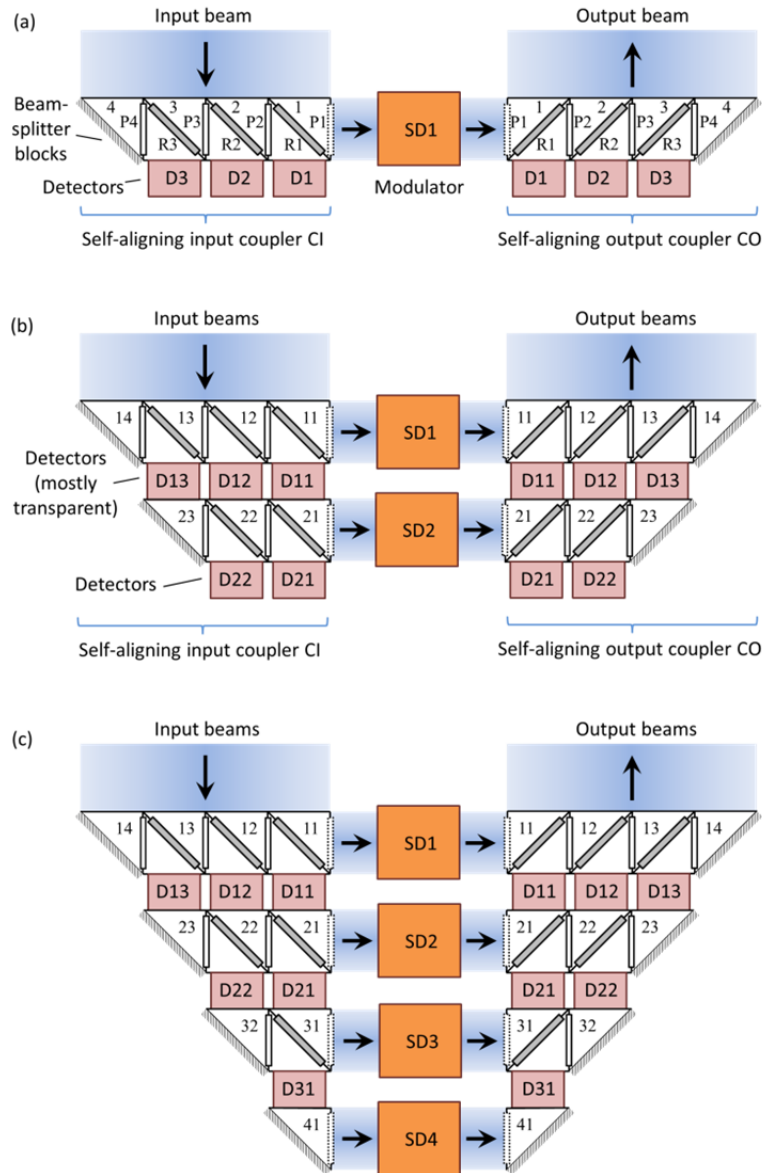 (a)
Input beam
Output beam
Beam-
splitter
blocks
4 P4 3 P3 2 P2 1 P1
R3 R2 R1
SD1
P1 1 P2 2 P3 3 P4 4
R1 R2 R3
Detectors
D3 D2 D1
Modulator
D1 D2 D3
Self-aligning input coupler CI
Self-aligning output coupler CO
(b)
Input beams
Output beams
14 13 12 11
SD1
11 12 13 14
Detectors
(mostly
transparent)
D13 D12 D11
D11 D12 D13
23 22 21
SD2
21 22 23
Detectors
D22 D21
D21 D22
Self-aligning input coupler CI
Self-aligning output coupler CO
(c)
Input beams
Output beams
14 13 12 11
SD1
11 12 13 14
D13 D12 D11
D11 D12 D13
23 22 21
SD2
21 22 23
D22 D21
D21 D22
32 31
SD3
31 32
D31
D31
41
SD4
41